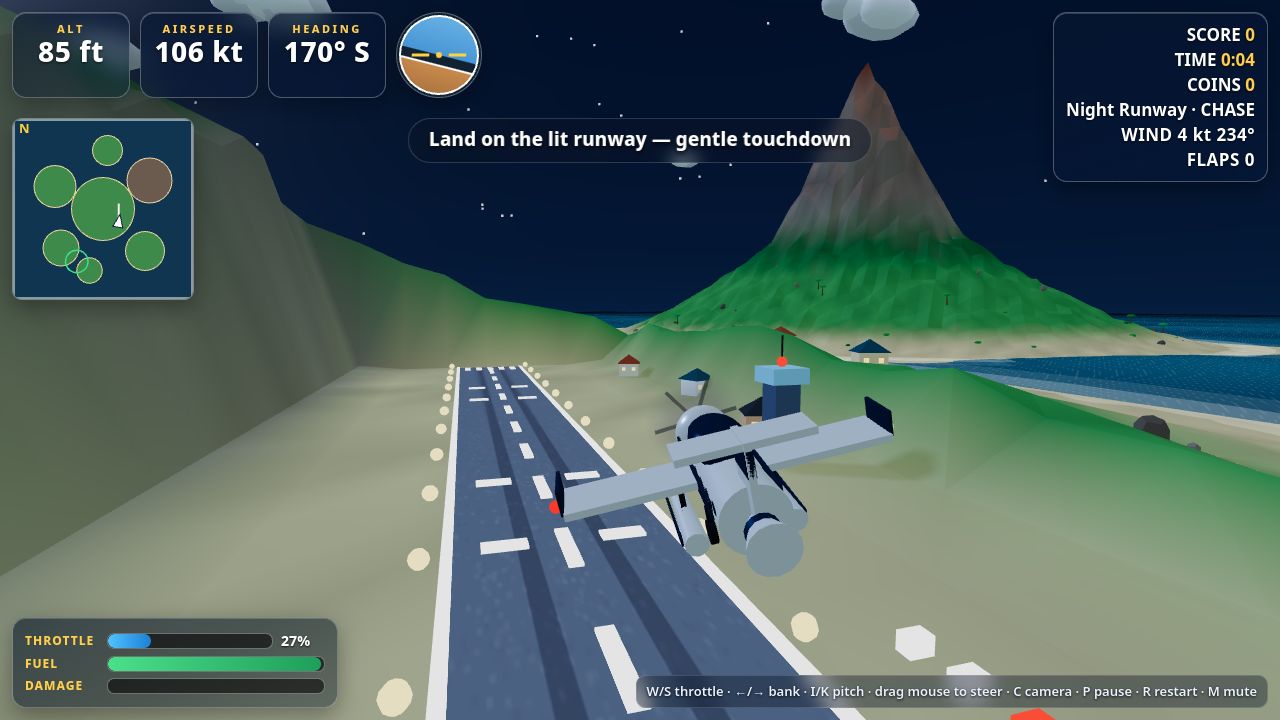 ALT
85 ft
AIRSPEED
106 kt
HEADING
170° S
SCORE 0
TIME 0:04
COINS 0
Night Runway · CHASE
WIND 4 kt 234°
FLAPS 0
N
Land on the lit runway — gentle touchdown
THROTTLE 27%
FUEL
DAMAGE
W/S throttle · ←/→ bank · I/K pitch · drag mouse to steer · C camera · P pause · R restart · M mute